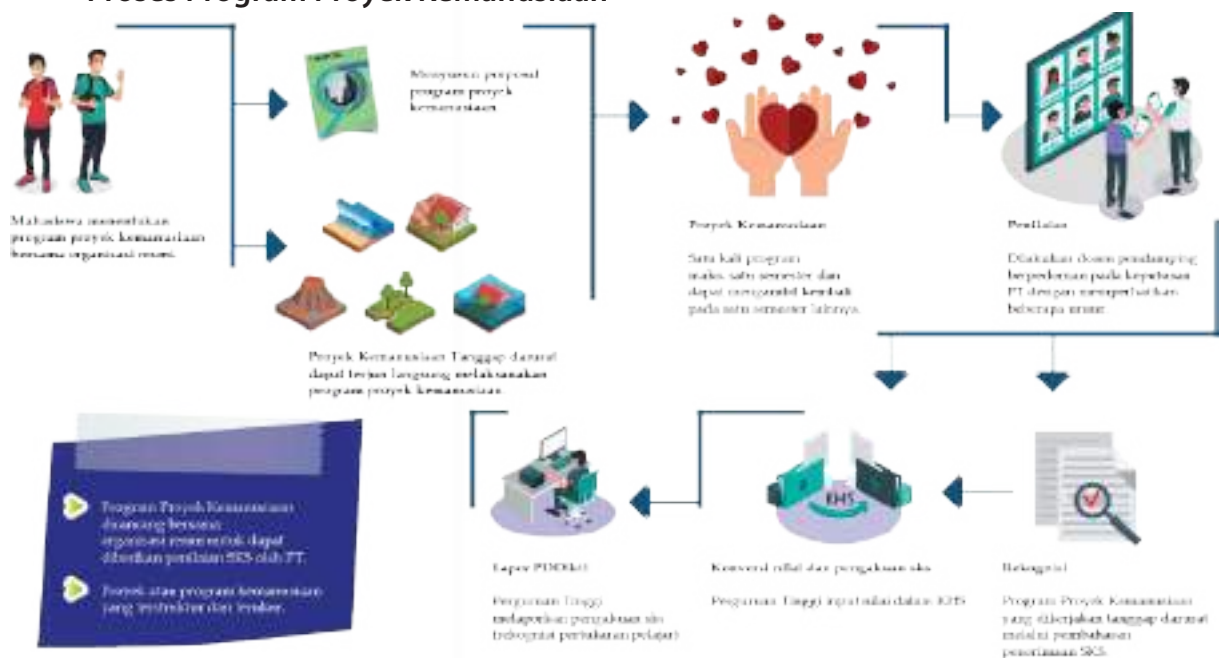 Proses Program Proyek Kemanusiaan
Mahasiswa menentukan
program proyek kemanusiaan
bersama organisasi resmi.
Menyusun proposal
program proyek
kemanusiaan
Proyek Kemanusiaan Tanggap darurat
dapat terjun langsung melaksanakan
program proyek kemanusiaan.
Proyek Kemanusiaan
Satu kali program
maks. satu semester dan
dapat mengambil kembali
pada satu semester lainnya.
Penilaian
Dilakukan dosen pendamping
berpedoman pada keputusan
PT dengan memperhatikan
beberapa unsur.
Rekognisi
Program Proyek Kemanusiaan
yang dikerjakan tanggap darurat
melalui pembahasan
penerimaan SKS.
KHS
Konversi nilai dan pengakuan sks
Perguruan Tinggi input nilai dalam KHS
Lapor PDDikti
Perguruan Tinggi
melaporkan pengakuan sks
(rekognisi pertukaran pelajar)
Program Proyek Kemanusiaan
dirancang bersama
organisasi resmi untuk dapat
diberikan penilaian SKS oleh PT.
Proyek atau program kemanusiaan
yang terstruktur dan terukur.